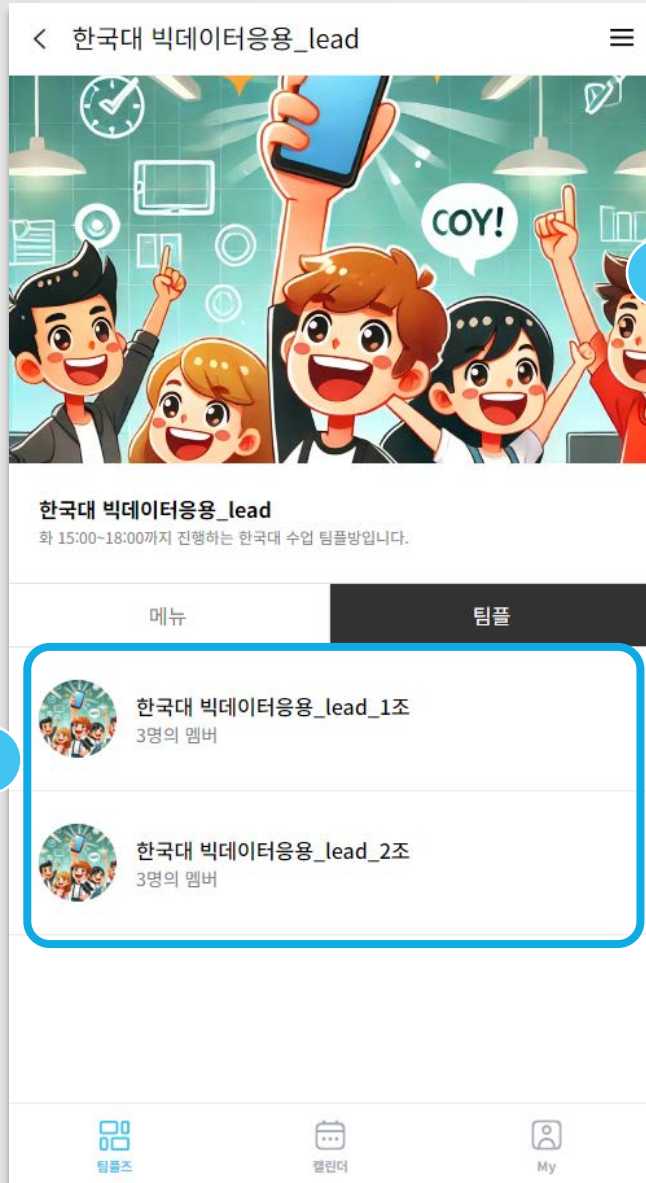 한국대 빅데이터응용_lead
COY!
한국대 빅데이터응용_lead
화 15:00~18:00까지 진행하는 한국대 수업 팀플방입니다.
메뉴
팀플
한국대 빅데이터응용_lead_1조
3명의 멤버
한국대 빅데이터응용_lead_2조
3명의 멤버
팀플즈
캘린더
My